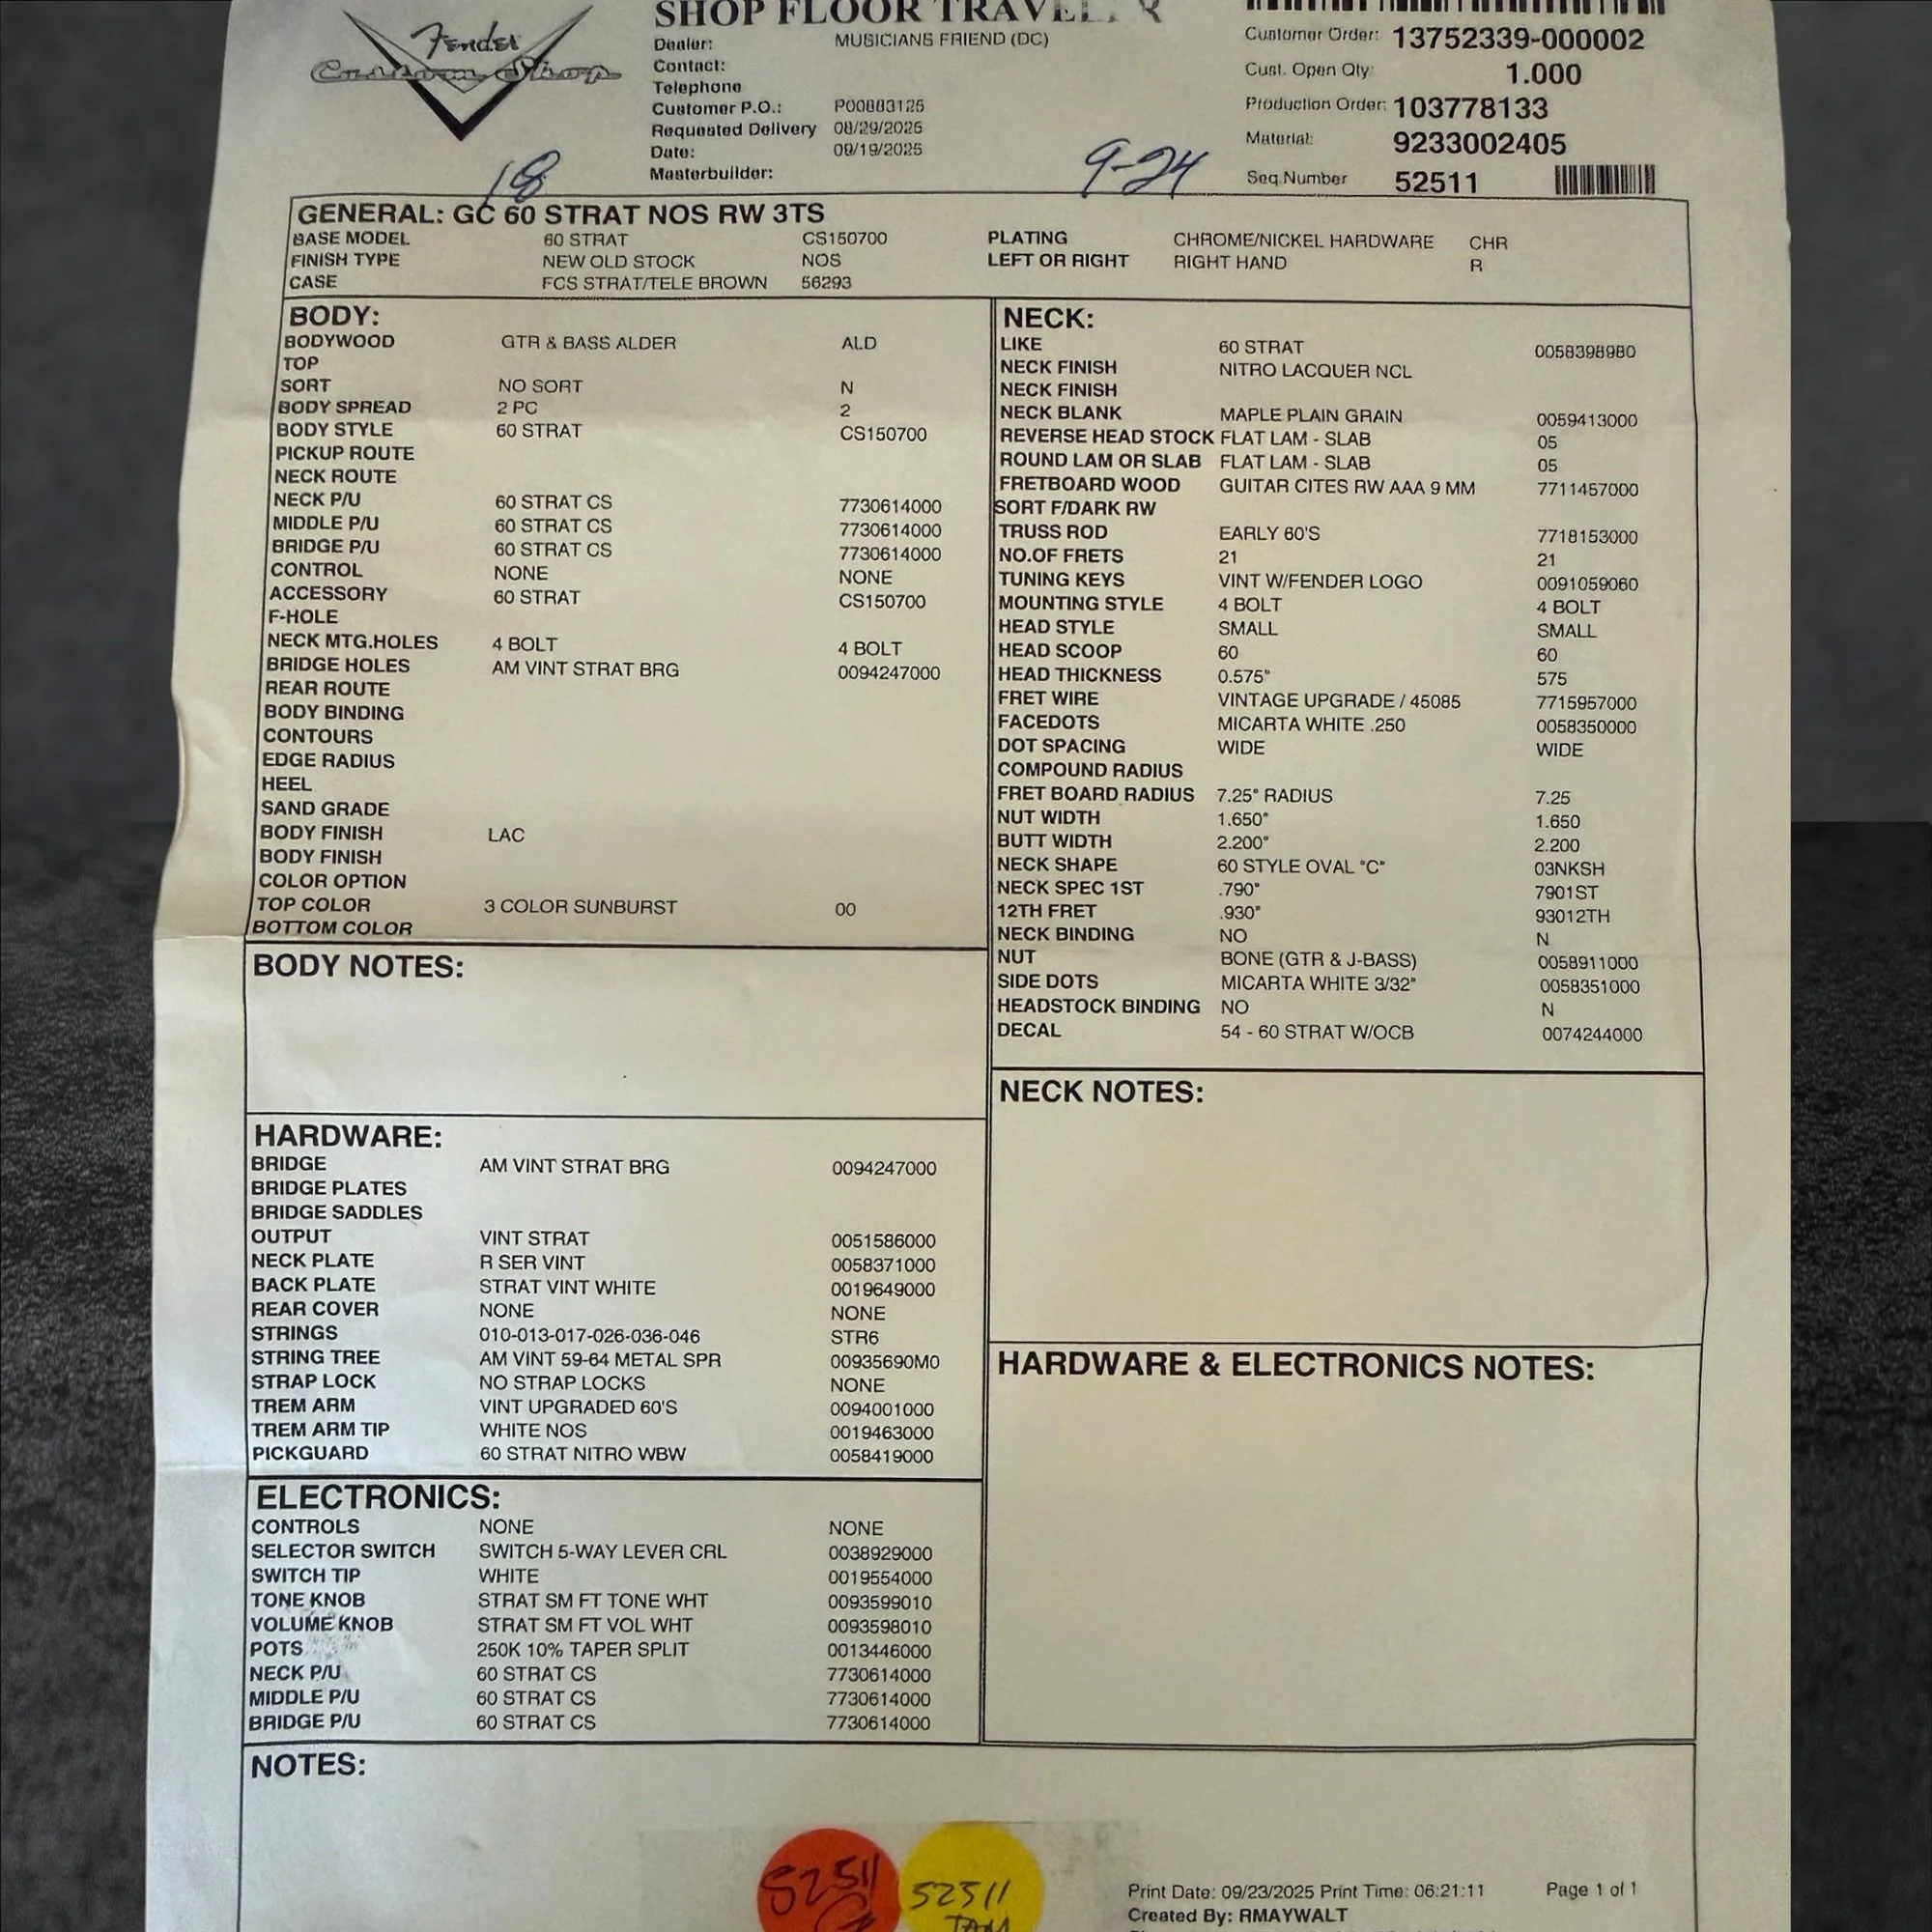 Fender
Custom Shop
SHOP FLOOR TRAVELER
Dealer: MUSICIANS FRIEND (DC)
Contact:
Telephone
Customer P.O.: P00883125
Requested Delivery 08/29/2025
Date: 09/19/2025
Masterbuilder:
18
9-24
Customer Order: 13752339-000002
Cust. Open Qty: 1.000
Production Order: 103778133
Material: 9233002405
Seq.Number 52511
GENERAL: GC 60 STRAT NOS RW 3TS
BASE MODEL 60 STRAT CS150700 PLATING CHROME/NICKEL HARDWARE CHR
FINISH TYPE NEW OLD STOCK NOS LEFT OR RIGHT RIGHT HAND R
CASE FCS STRAT/TELE BROWN 56293
BODY:
BODYWOOD GTR & BASS ALDER ALD
TOP
SORT NO SORT N
BODY SPREAD 2 PC 2
BODY STYLE 60 STRAT CS150700
PICKUP ROUTE
NECK ROUTE
NECK P/U 60 STRAT CS 7730614000
MIDDLE P/U 60 STRAT CS 7730614000
BRIDGE P/U 60 STRAT CS 7730614000
CONTROL NONE NONE
ACCESSORY 60 STRAT CS150700
F-HOLE
NECK MTG.HOLES 4 BOLT 4 BOLT
BRIDGE HOLES AM VINT STRAT BRG 0094247000
REAR ROUTE
BODY BINDING
CONTOURS
EDGE RADIUS
HEEL
SAND GRADE
BODY FINISH LAC
BODY FINISH
COLOR OPTION
TOP COLOR 3 COLOR SUNBURST 00
BOTTOM COLOR
BODY NOTES:
HARDWARE:
BRIDGE AM VINT STRAT BRG 0094247000
BRIDGE PLATES
BRIDGE SADDLES
OUTPUT VINT STRAT 0051586000
NECK PLATE R SER VINT 0058371000
BACK PLATE STRAT VINT WHITE 0019649000
REAR COVER NONE NONE
STRINGS 010-013-017-026-036-046 STR6
STRING TREE AM VINT 59-64 METAL SPR 00935690M0
STRAP LOCK NO STRAP LOCKS NONE
TREM ARM VINT UPGRADED 60'S 0094001000
TREM ARM TIP WHITE NOS 0019463000
PICKGUARD 60 STRAT NITRO WBW 0058419000
ELECTRONICS:
CONTROLS NONE NONE
SELECTOR SWITCH SWITCH 5-WAY LEVER CRL 0038929000
SWITCH TIP WHITE 0019554000
TONE KNOB STRAT SM FT TONE WHT 0093599010
VOLUME KNOB STRAT SM FT VOL WHT 0093598010
POTS 250K 10% TAPER SPLIT 0013446000
NECK P/U 60 STRAT CS 7730614000
MIDDLE P/U 60 STRAT CS 7730614000
BRIDGE P/U 60 STRAT CS 7730614000
NECK:
LIKE 60 STRAT 0058398980
NECK FINISH NITRO LACQUER NCL
NECK FINISH
NECK BLANK MAPLE PLAIN GRAIN 0059413000
REVERSE HEAD STOCK FLAT LAM - SLAB 05
ROUND LAM OR SLAB FLAT LAM - SLAB 05
FRETBOARD WOOD GUITAR CITES RW AAA 9 MM 7711457000
SORT F/DARK RW
TRUSS ROD EARLY 60'S 7718153000
NO.OF FRETS 21 21
TUNING KEYS VINT W/FENDER LOGO 0091059060
MOUNTING STYLE 4 BOLT 4 BOLT
HEAD STYLE SMALL SMALL
HEAD SCOOP 60 60
HEAD THICKNESS 0.575" 575
FRET WIRE VINTAGE UPGRADE / 45085 7715957000
FACEDOTS MICARTA WHITE .250 0058350000
DOT SPACING WIDE WIDE
COMPOUND RADIUS
FRET BOARD RADIUS 7.25" RADIUS 7.25
NUT WIDTH 1.650" 1.650
BUTT WIDTH 2.200" 2.200
NECK SHAPE 60 STYLE OVAL "C" 03NKSH
NECK SPEC 1ST .790" 7901ST
12TH FRET .930" 93012TH
NECK BINDING NO N
NUT BONE (GTR & J-BASS) 0058911000
SIDE DOTS MICARTA WHITE 3/32" 0058351000
HEADSTOCK BINDING NO N
DECAL 54 - 60 STRAT W/OCB 0074244000
NECK NOTES:
HARDWARE & ELECTRONICS NOTES:
NOTES:
52511
52511
Print Date: 09/23/2025 Print Time: 06:21:11 Page 1 of 1
Created By: RMAYWALT